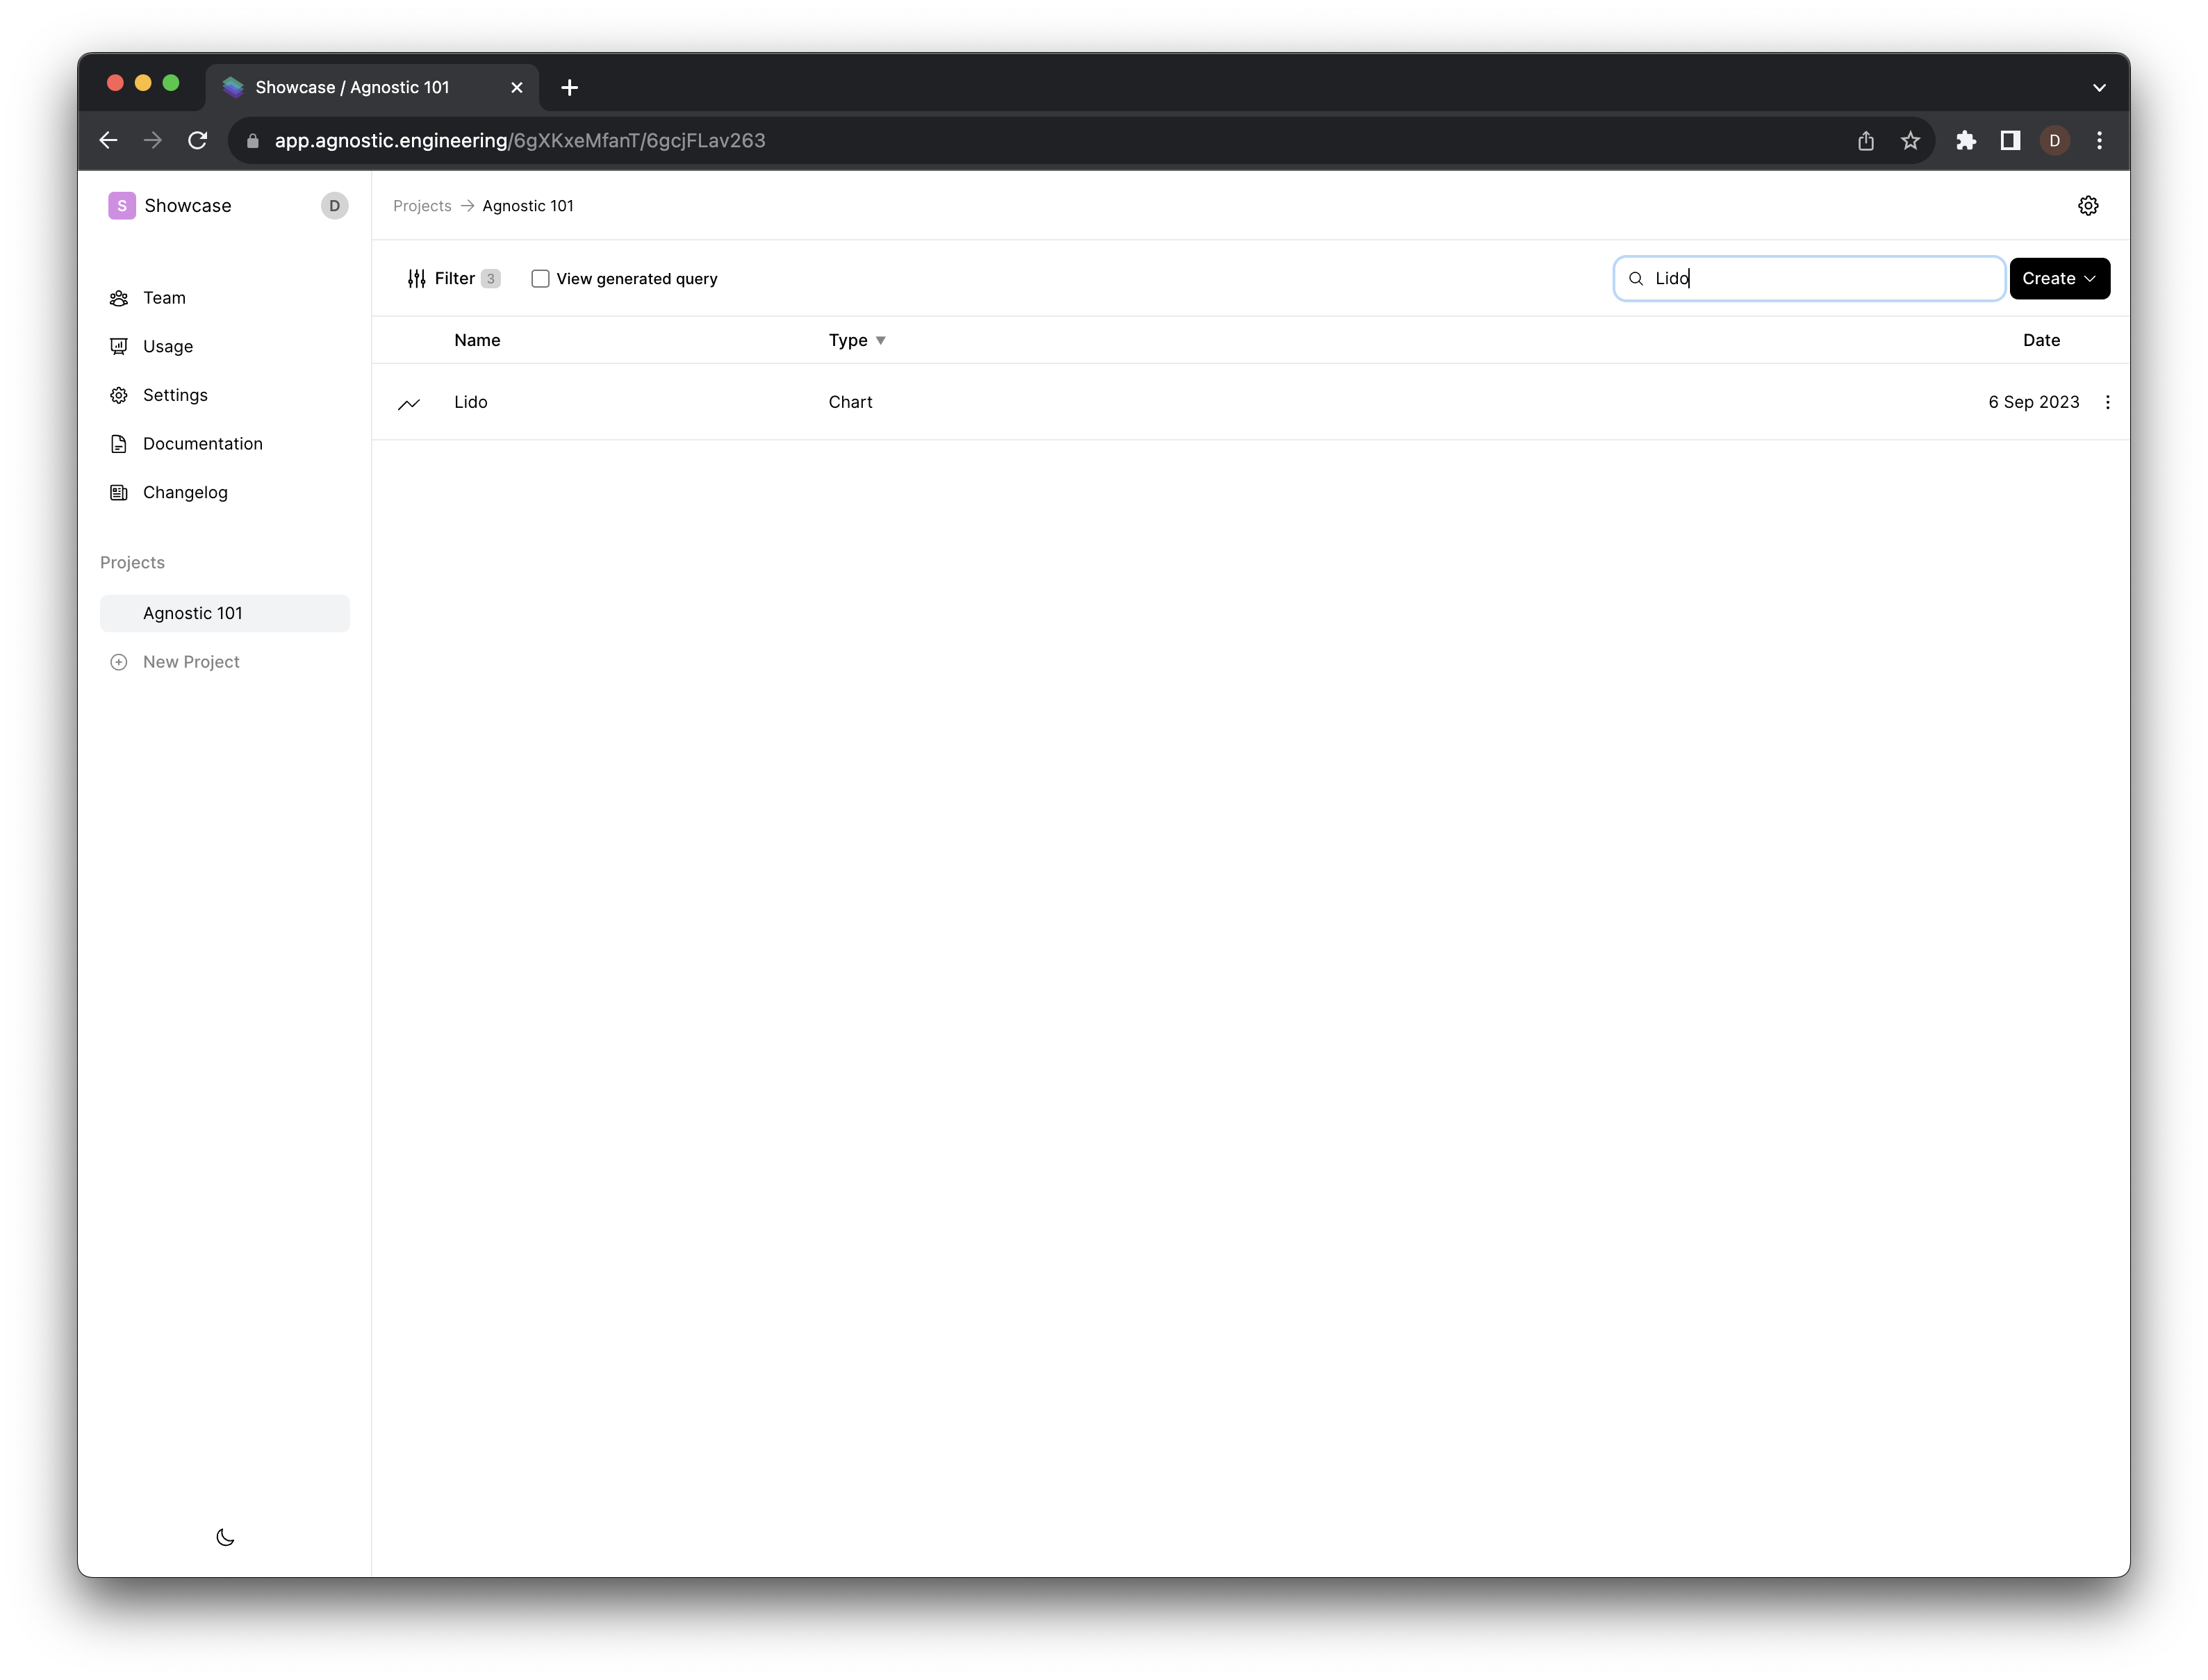 Showcase / Agnostic 101
app.agnostic.engineering/6gXKxeMfanT/6gcjFLav263
D
S Showcase D
Projects Agnostic 101
Team
Usage
Settings
Documentation
Changelog
Projects
Agnostic 101
New Project
Filter 3 View generated query Lido Create
Name Type Date
Lido Chart 6 Sep 2023